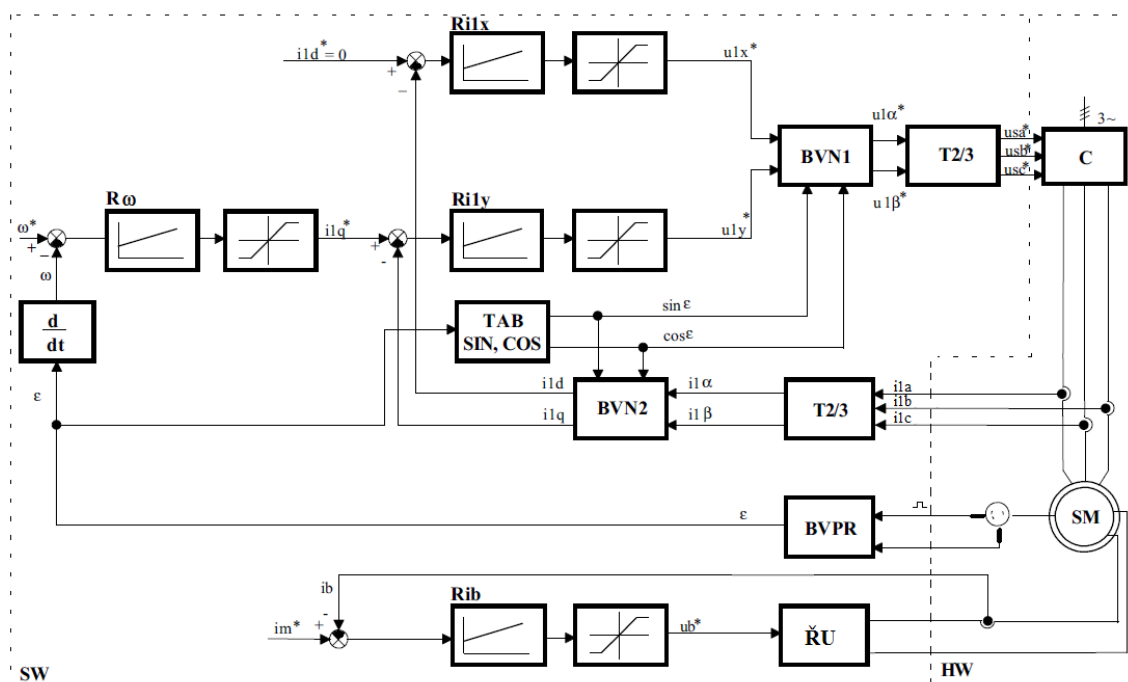 Ri1x
i1d* = 0
+
−
u1x*
u1α*
3~
usa*
usb*
usc*
BVN1
T2/3
C
u1β*
Rω
Ri1y
ω*
+
−
i1q*
+
-
u1y*
ω
d
dt
TAB
SIN, COS
sin ε
cosε
ε
i1d
i1q
BVN2
i1α
i1β
T2/3
i1a
i1b
i1c
ε
BVPR
SM
ib
Rib
-
+
im*
ub*
ŘU
SW
HW